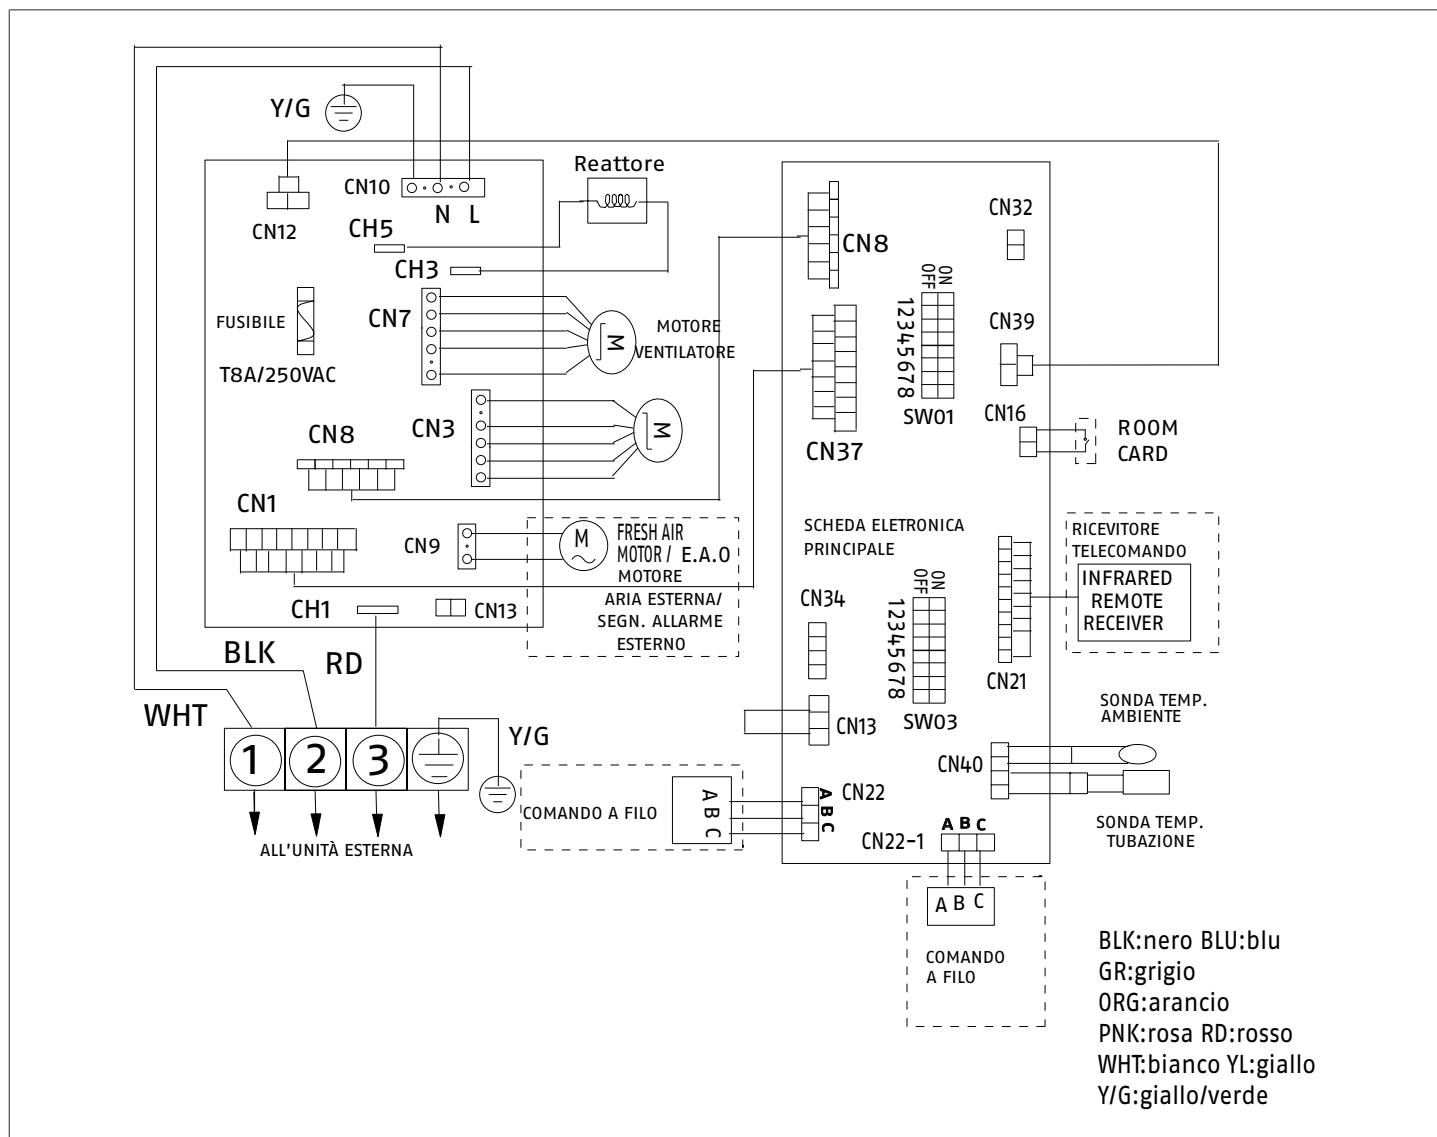 Y/G
Reattore
CN10
N L
CN12
CH5
CH3
CN7
FUSIBILE
T8A/250VAC
M
MOTORE
VENTILATORE
CN3
M
CN8
CN1
CN9
M
FRESH AIR
MOTOR / E.A.O
MOTORE
ARIA ESTERNA/
SEGN. ALLARME
ESTERNO
CH1
CN13
BLK
RD
WHT
1
2
3
Y/G
ALL'UNITÀ ESTERNA
CN8
CN32
OFF
ON
12345678
SW01
CN39
CN37
CN16
ROOM
CARD
SCHEDA ELETRONICA
PRINCIPALE
RICEVITORE
TELECOMANDO
INFRARED
REMOTE
RECEIVER
CN34
OFF
ON
12345678
SW03
CN21
CN13
SONDA TEMP.
AMBIENTE
CN40
COMANDO A FILO
A B C
A B C
CN22
SONDA TEMP.
TUBAZIONE
CN22-1
A B C
A B C
COMANDO
A FILO
BLK:nero BLU:blu
GR:grigio
ORG:arancio
PNK:rosa RD:rosso
WHT:bianco YL:giallo
Y/G:giallo/verde